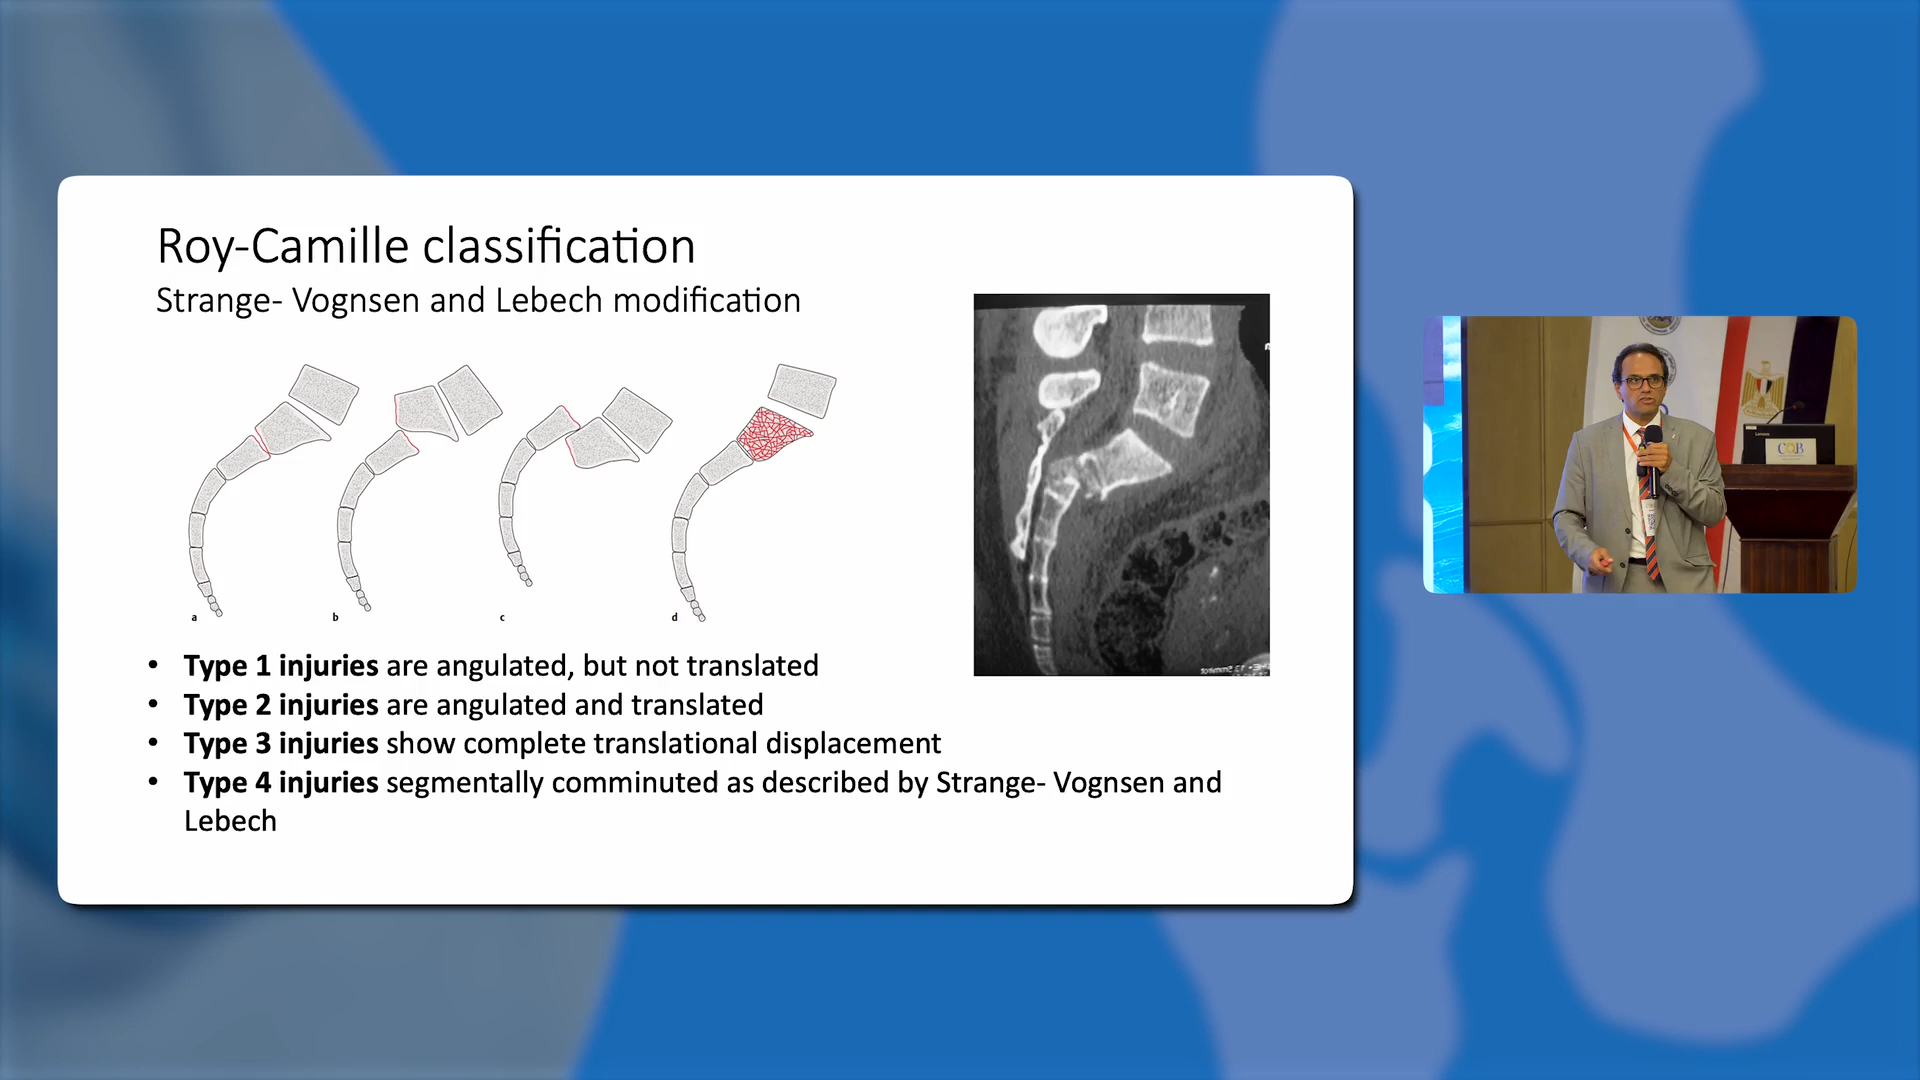 Roy-Camille classification
Strange- Vognsen and Lebech modification
a
b
c
d
• Type 1 injuries are angulated, but not translated
• Type 2 injuries are angulated and translated
• Type 3 injuries show complete translational displacement
• Type 4 injuries segmentally comminuted as described by Strange- Vognsen and
Lebech
Lenovo